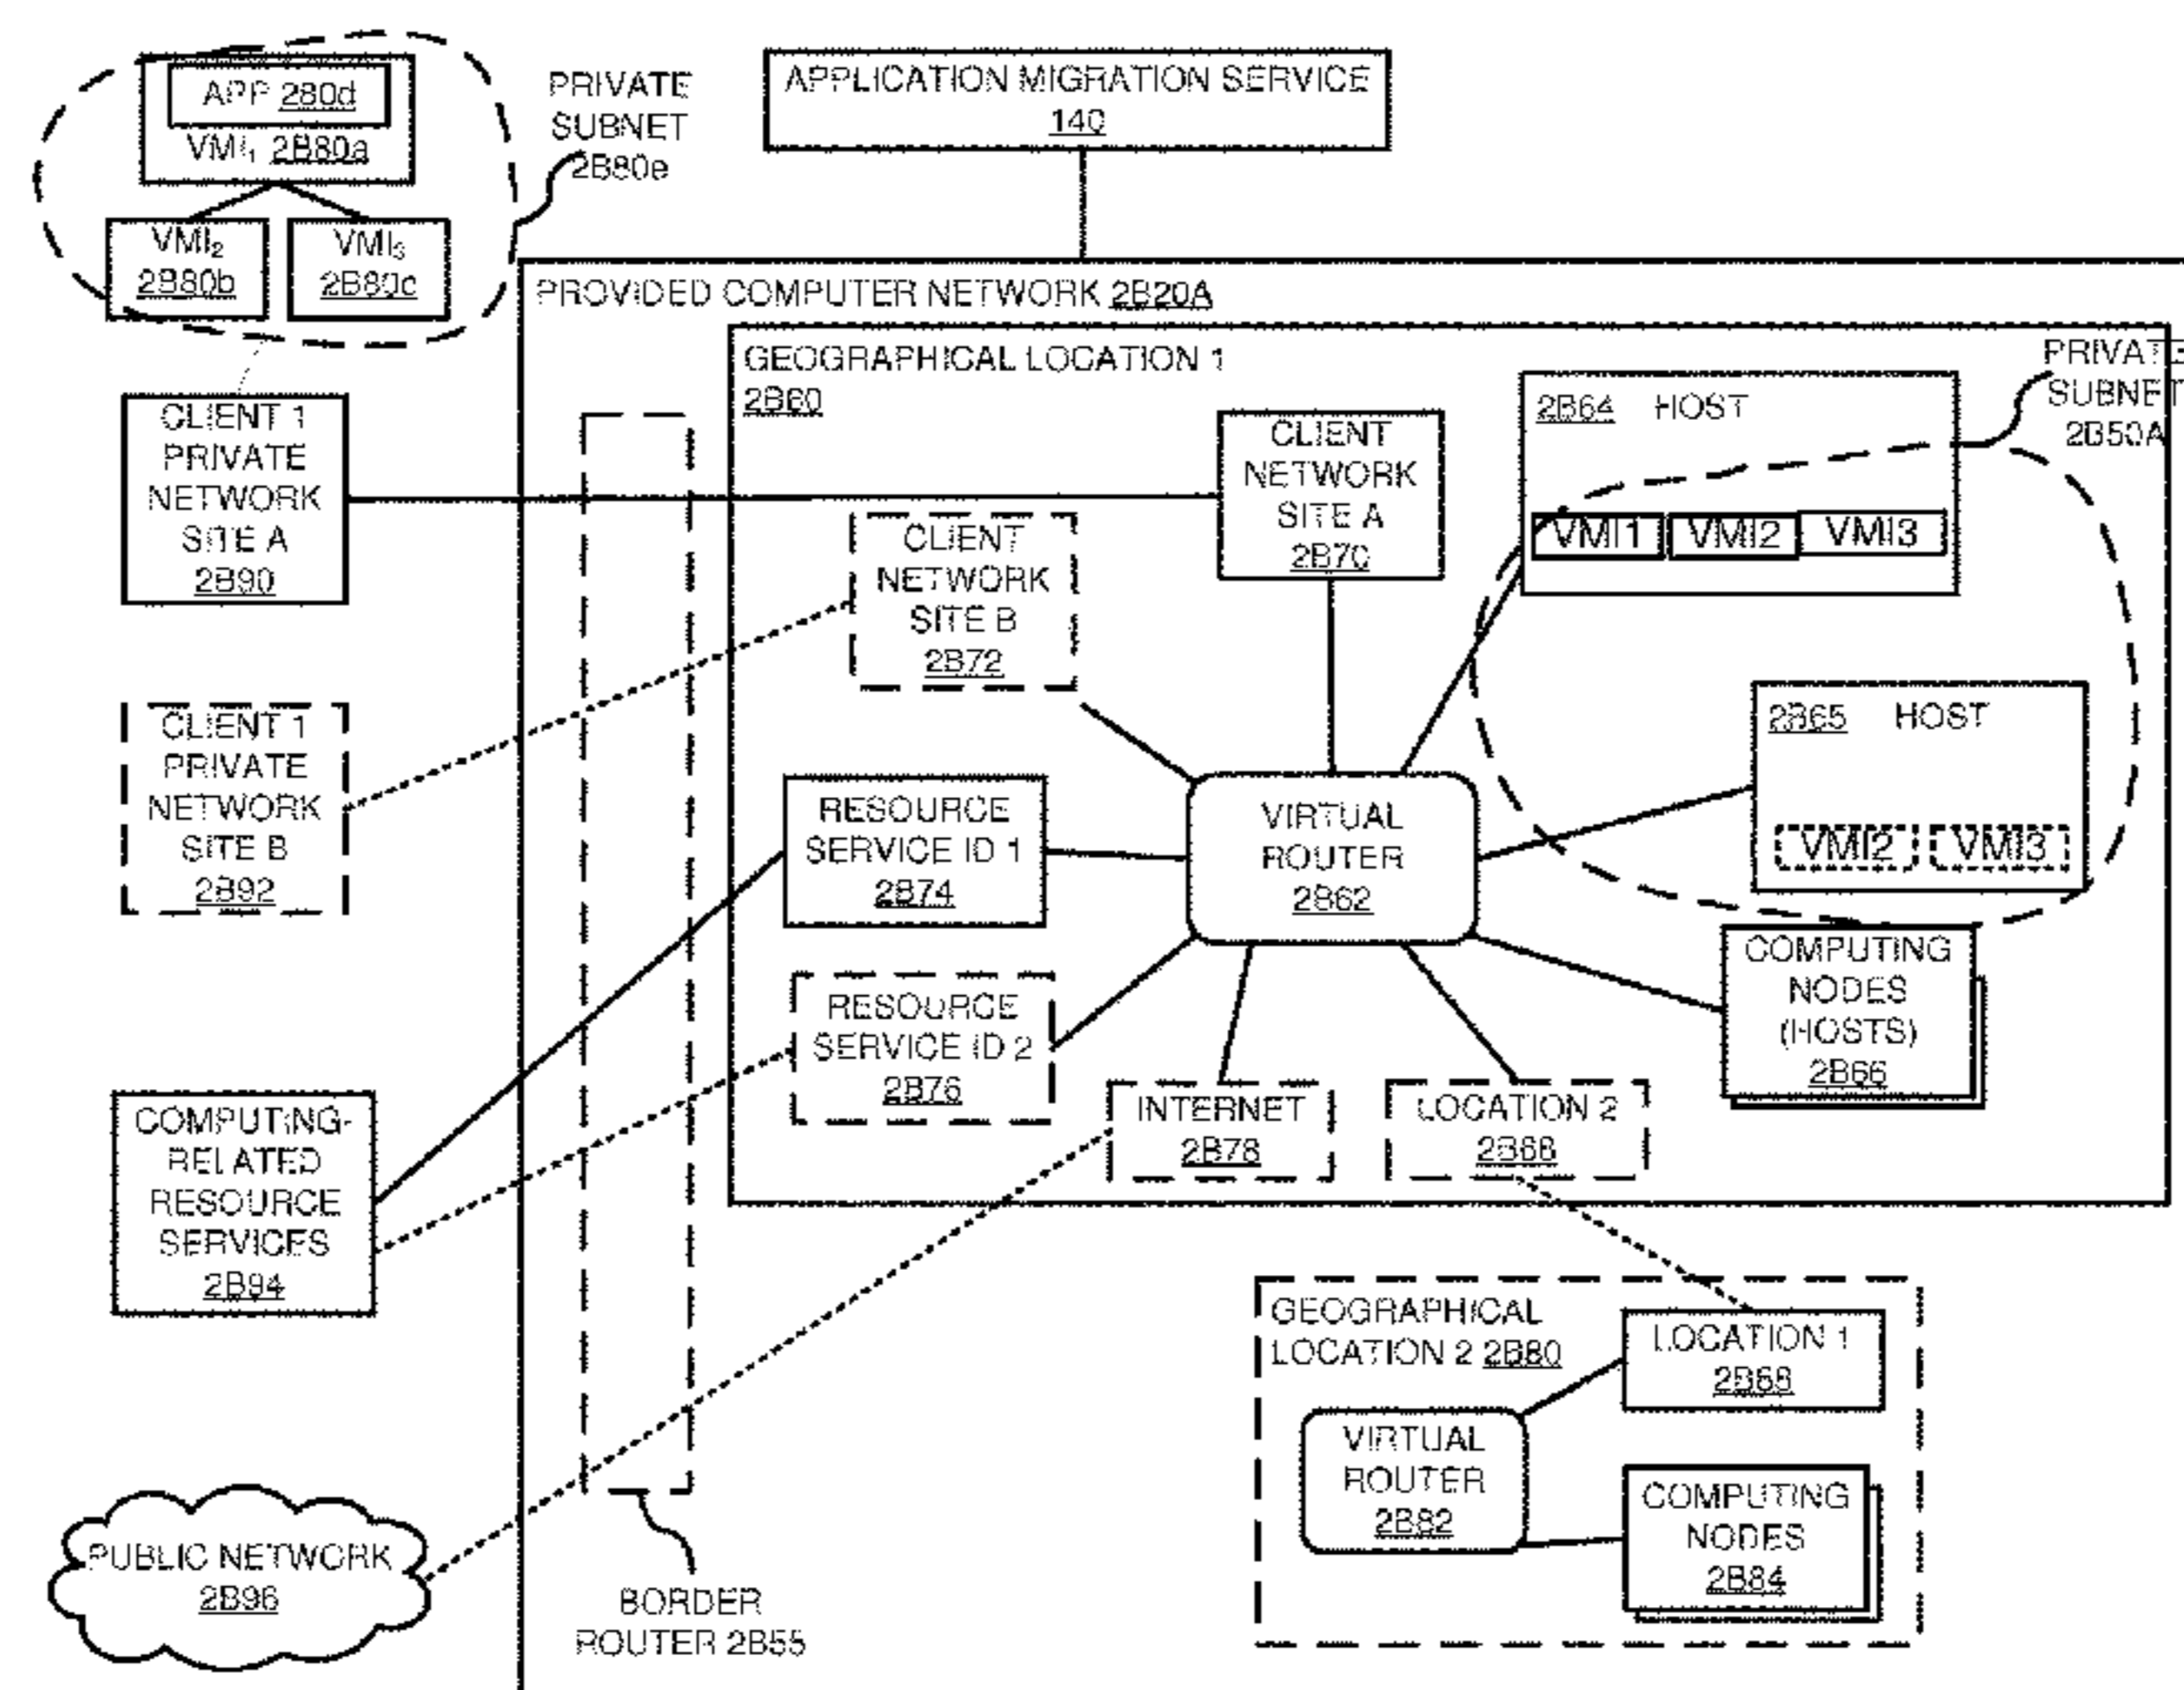 APP 280d
VMI₁ 2B80a
VMI₂
2B80b
VMI₃
2B80c
PRIVATE
SUBNET
2B80e
APPLICATION MIGRATION SERVICE
140
PROVIDED COMPUTER NETWORK 2B20A
GEOGRAPHICAL LOCATION 1
2B60
CLIENT 1
PRIVATE
NETWORK
SITE A
2B90
CLIENT
NETWORK
SITE A
2B70
2B64 HOST
VMI1 VMI2 VMI3
PRIVATE
SUBNET
2B50A
CLIENT
NETWORK
SITE B
2B72
CLIENT 1
PRIVATE
NETWORK
SITE B
2B92
2B65 HOST
VMI2 VMI3
RESOURCE
SERVICE ID 1
2B74
VIRTUAL
ROUTER
2B62
RESOURCE
SERVICE ID 2
2B76
COMPUTING
NODES
(HOSTS)
2B66
INTERNET
2B78
LOCATION 2
2B68
COMPUTING-
RELATED
RESOURCE
SERVICES
2B94
GEOGRAPHICAL
LOCATION 2 2B80
LOCATION 1
2B88
VIRTUAL
ROUTER
2B82
COMPUTING
NODES
2B84
PUBLIC NETWORK
2B96
BORDER
ROUTER 2B55